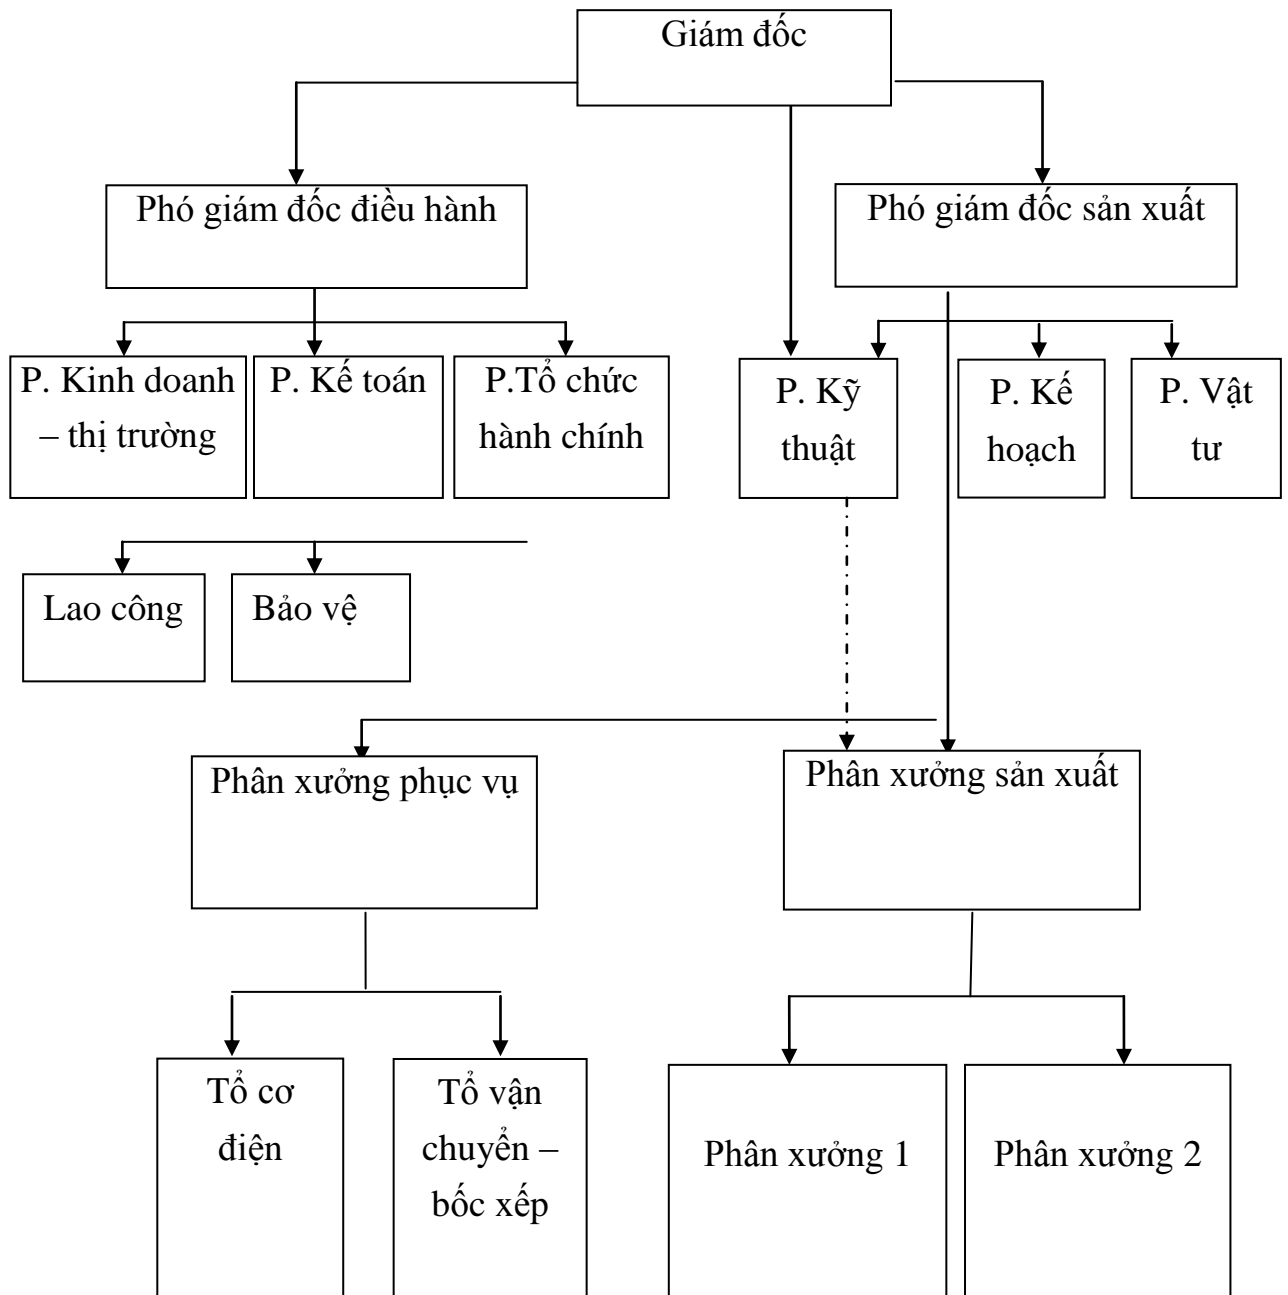 Giám đốc
Phó giám đốc điều hành
Phó giám đốc sản xuất
P. Kinh doanh
– thị trường
P. Kế toán
P.Tổ chức
hành chính
P. Kỹ
thuật
P. Kế
hoạch
P. Vật
tư
Lao công
Bảo vệ
Phân xưởng phục vụ
Phân xưởng sản xuất
Tổ cơ
điện
Tổ vận
chuyển –
bốc xếp
Phân xưởng 1
Phân xưởng 2